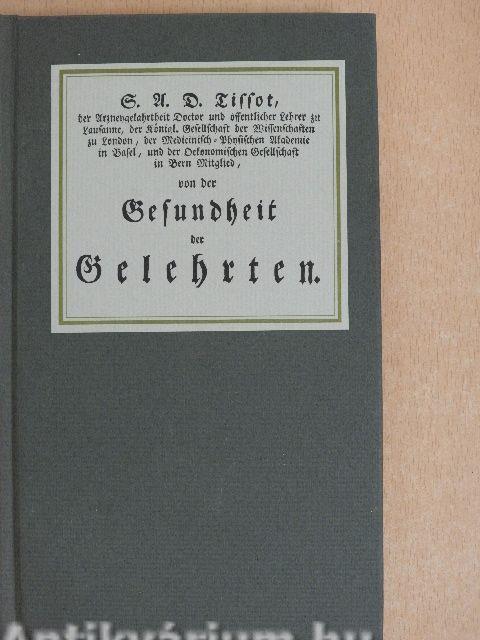 S. A. D. Tissot,
der Arzneygelahrtheit Doctor und öffentlicher Lehrer zu
Lausanne, der Königl. Gesellschaft der Wissenschaften
zu London, der Medicinisch-Physischen Akademie
in Basel, und der Oekonomischen Gesellschaft
in Bern Mitglied,
von der
Gesundheit
der
Gelehrten.
Antikvárium.hu